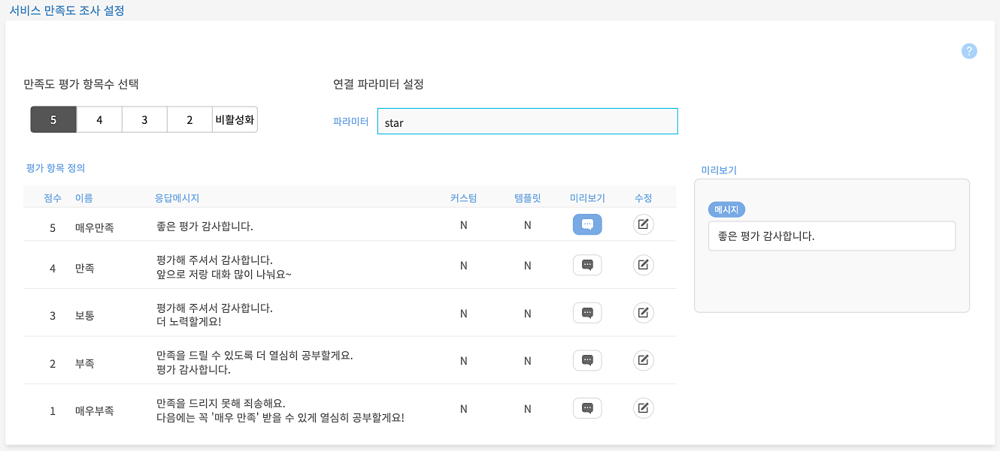 서비스 만족도 조사 설정
?
만족도 평가 항목수 선택
연결 파라미터 설정
5 4 3 2 비활성화
파라미터 star
평가 항목 정의
미리보기
점수 이름 응답메시지 커스텀 템플릿 미리보기 수정
5 매우만족 좋은 평가 감사합니다. N N
메시지
좋은 평가 감사합니다.
4 만족 평가해 주셔서 감사합니다. N N
앞으로 저랑 대화 많이 나눠요~
3 보통 평가해 주셔서 감사합니다. N N
더 노력할게요!
2 부족 만족을 드릴 수 있도록 더 열심히 공부할게요. N N
평가 감사합니다.
1 매우부족 만족을 드리지 못해 죄송해요. N N
다음에는 꼭 '매우 만족' 받을 수 있게 열심히 공부할게요!